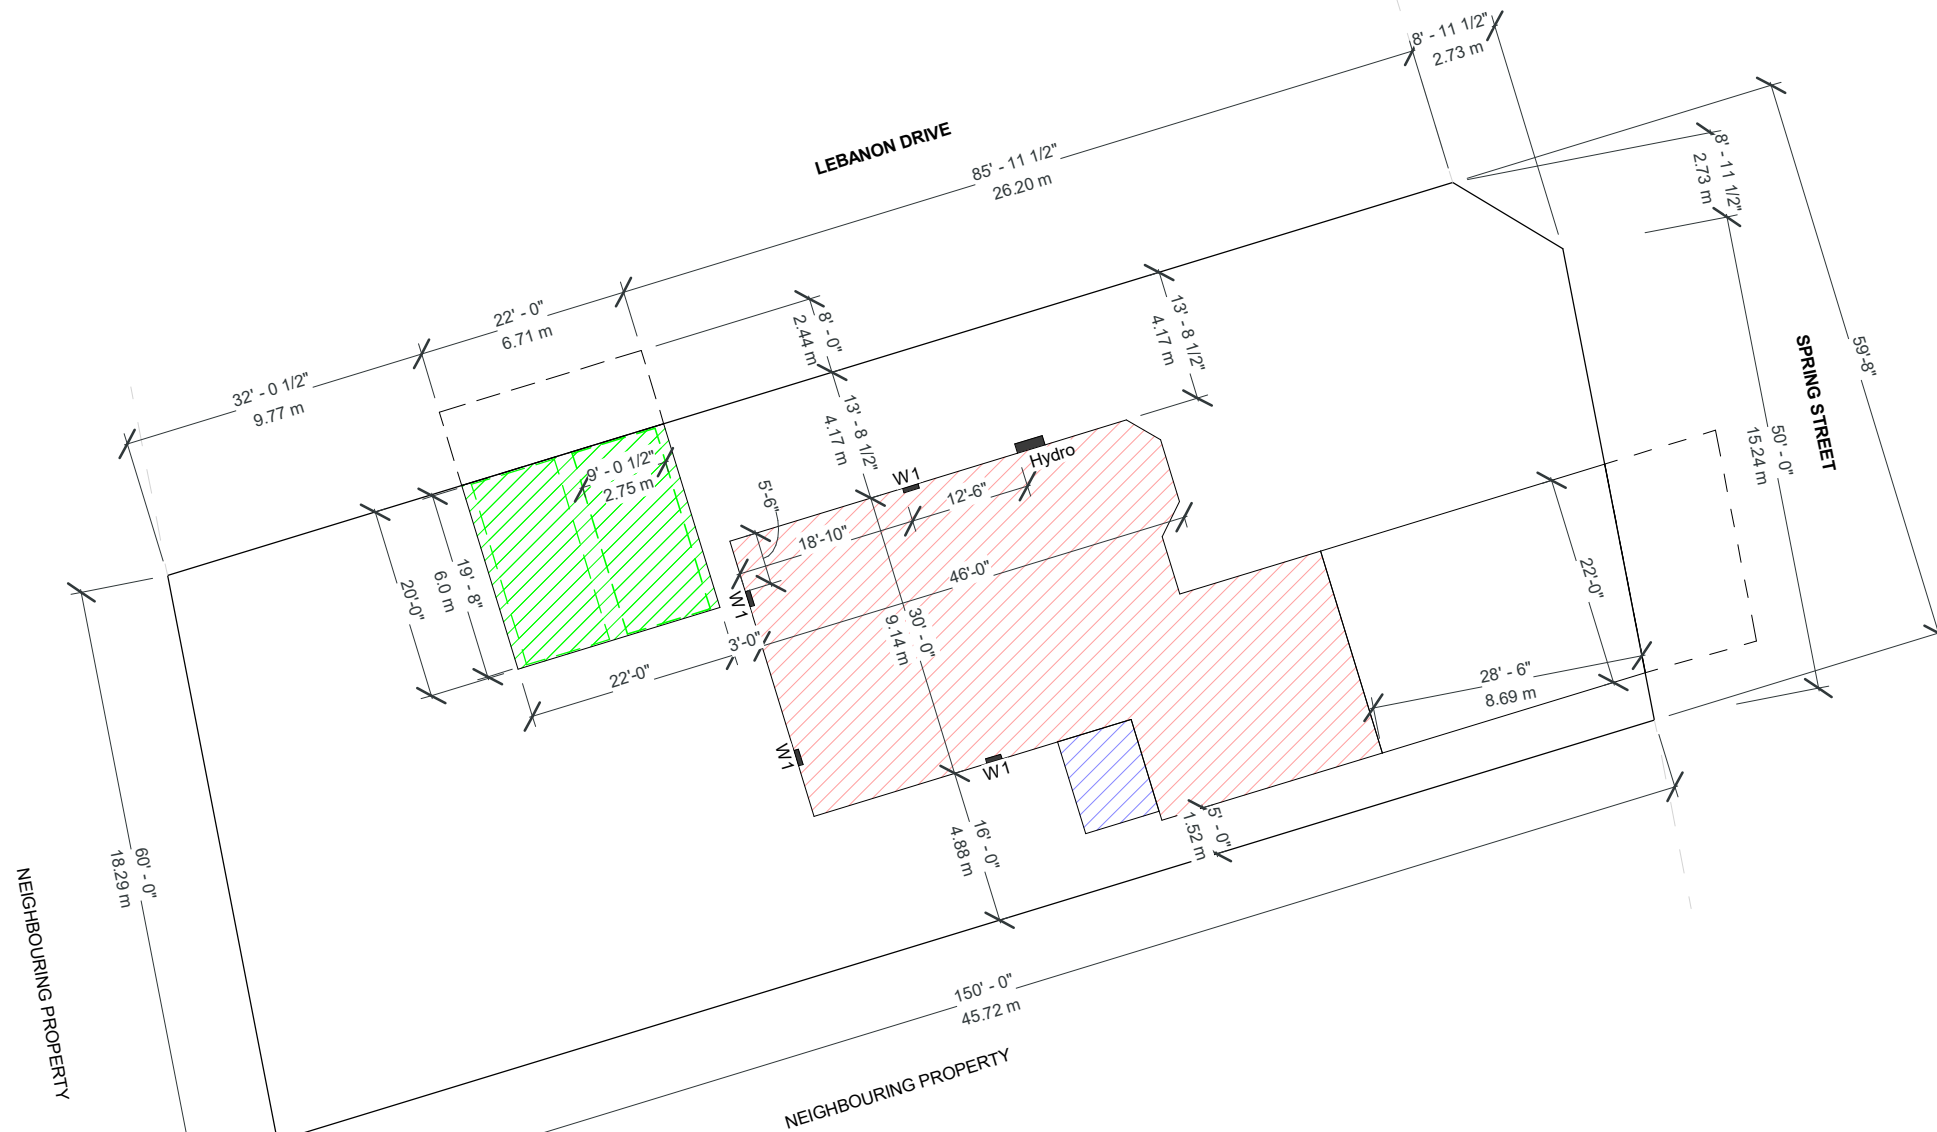 8' - 11 1/2"
2.73 m
LEBANON DRIVE
85' - 11 1/2"
26.20 m
8' - 11 1/2"
2.73 m
22' - 0"
6.71 m
8' - 0"
2.44 m
13' - 8 1/2"
4.17 m
SPRING STREET
59'-8"
32' - 0 1/2"
9.77 m
13' - 8 1/2"
4.17 m
50' - 0"
15.24 m
9' - 0 1/2"
2.75 m
W1
Hydro
5'-6"
12'-6"
18'-10"
46'-0"
20'-0"
6.0 m
19' - 8"
W1
22'-0"
3'-0"
30' - 0"
9.14 m
22'-0"
28' - 6"
8.69 m
W1
W1
5' - 0"
1.52 m
16' - 0"
4.88 m
60' - 0"
18.29 m
NEIGHBOURING PROPERTY
150' - 0"
45.72 m
NEIGHBOURING PROPERTY